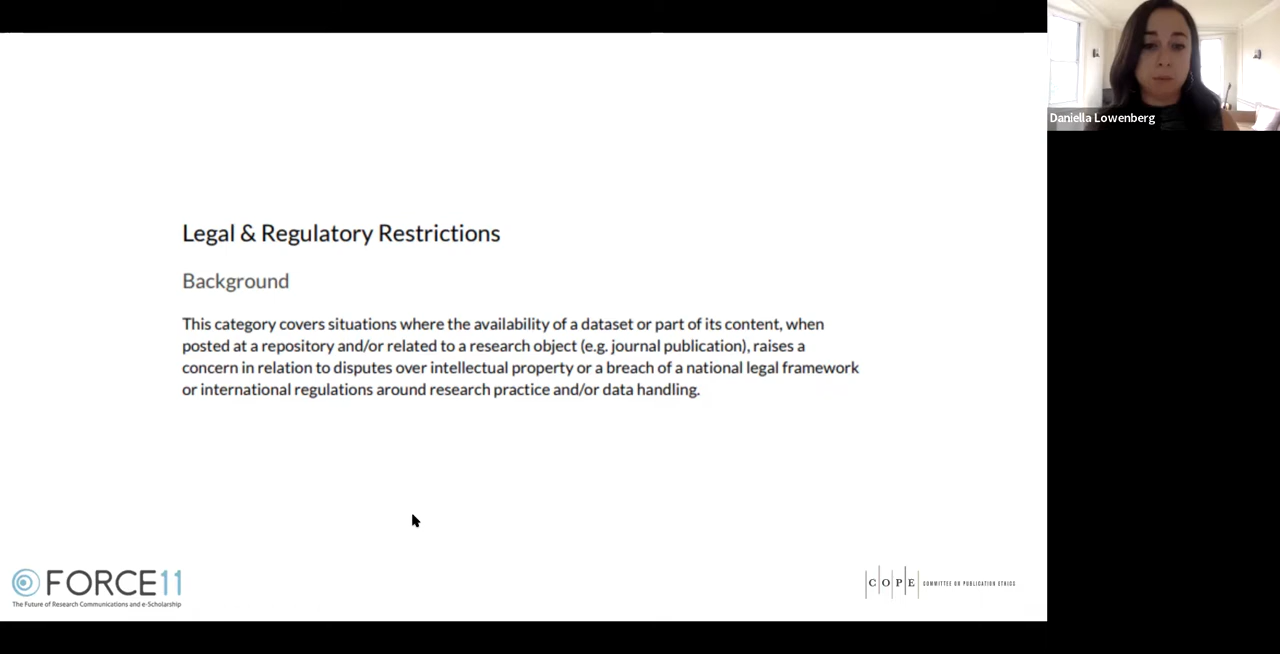 Daniella Lowenberg
Legal & Regulatory Restrictions
Background
This category covers situations where the availability of a dataset or part of its content, when
posted at a repository and/or related to a research object (e.g. journal publication), raises a
concern in relation to disputes over intellectual property or a breach of a national legal framework
or international regulations around research practice and/or data handling.
FORCE11
The Future of Research Communications and e-Scholarship
COPE COMMITTEE ON PUBLICATION ETHICS